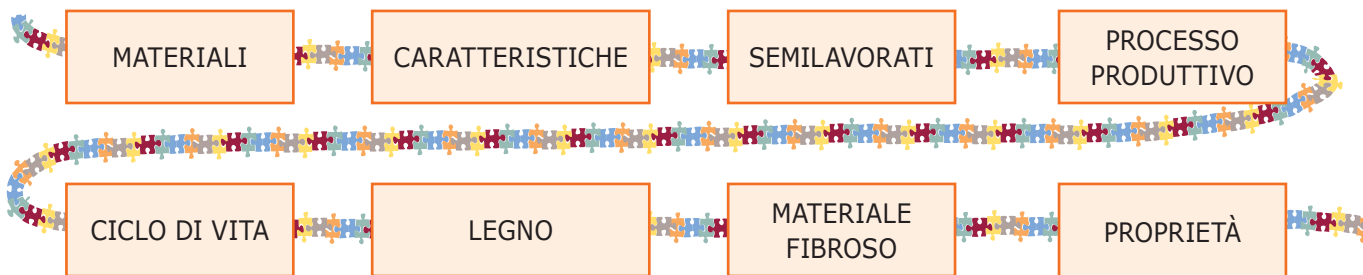 MATERIALI
CARATTERISTICHE
SEMILAVORATI
PROCESSO
PRODUTTIVO
CICLO DI VITA
LEGNO
MATERIALE
FIBROSO
PROPRIETÀ